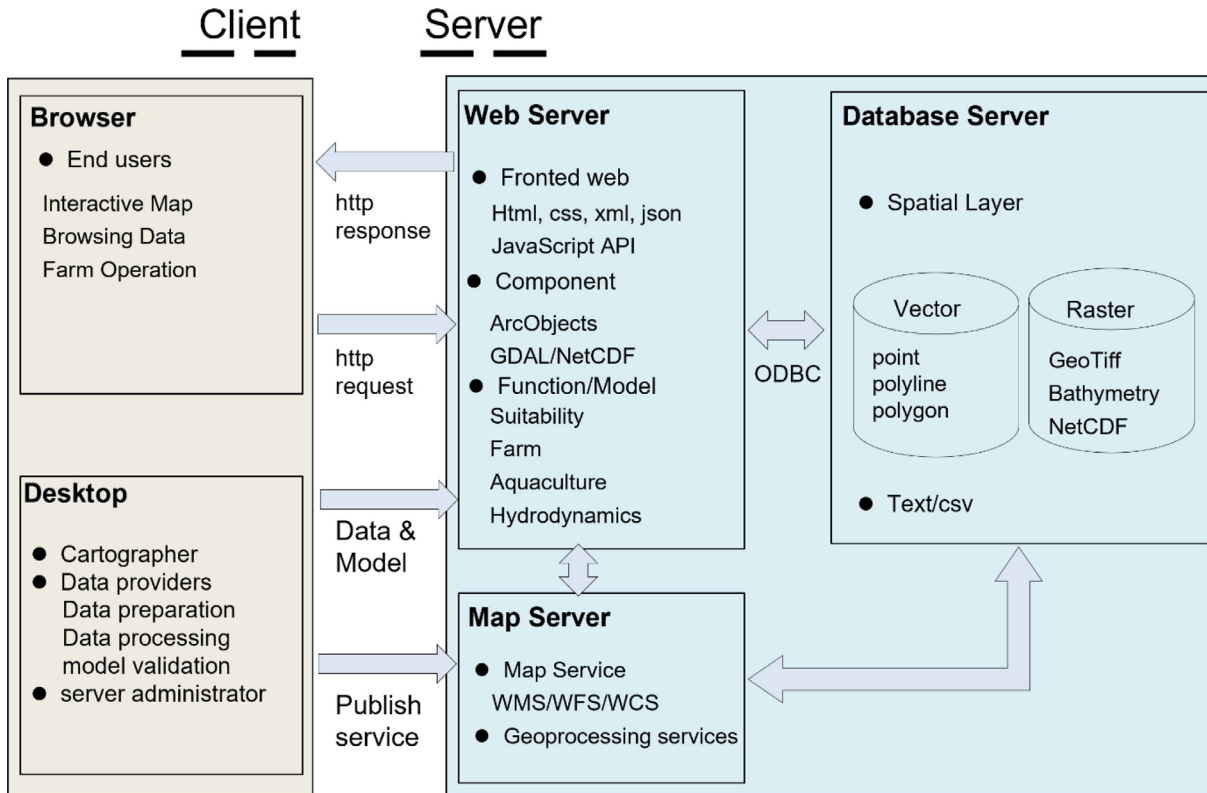 Client
Server
Browser
● End users
Interactive Map
Browsing Data
Farm Operation
Desktop
● Cartographer
● Data providers
Data preparation
Data processing
model validation
● server administrator
http
response
http
request
Data &
Model
Publish
service
Web Server
● Fronted web
Html, css, xml, json
JavaScript API
● Component
ArcObjects
GDAL/NetCDF
● Function/Model
Suitability
Farm
Aquaculture
Hydrodynamics
Map Server
● Map Service
WMS/WFS/WCS
● Geoprocessing services
ODBC
Database Server
● Spatial Layer
Vector
point
polyline
polygon
Raster
GeoTiff
Bathymetry
NetCDF
● Text/csv